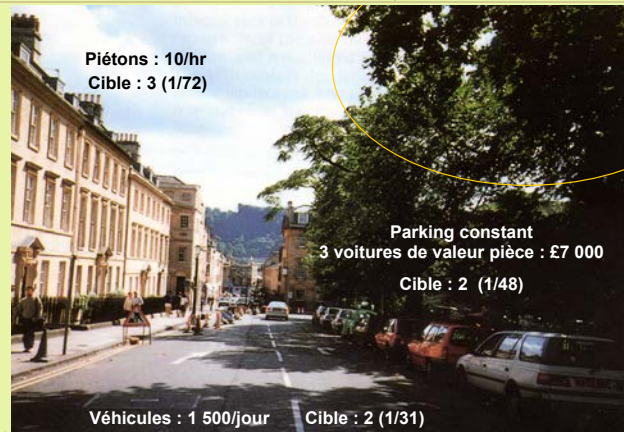 Piétons : 10/hr
Cible : 3 (1/72)
Parking constant
3 voitures de valeur pièce : £7 000
Cible : 2 (1/48)
Véhicules : 1 500/jour Cible : 2 (1/31)